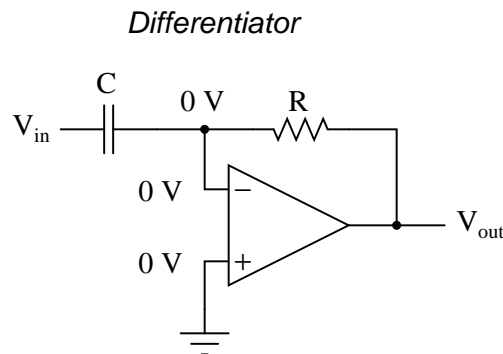 Differentiator
C
0 V
R
V_in
0 V
−
0 V
+
V_out